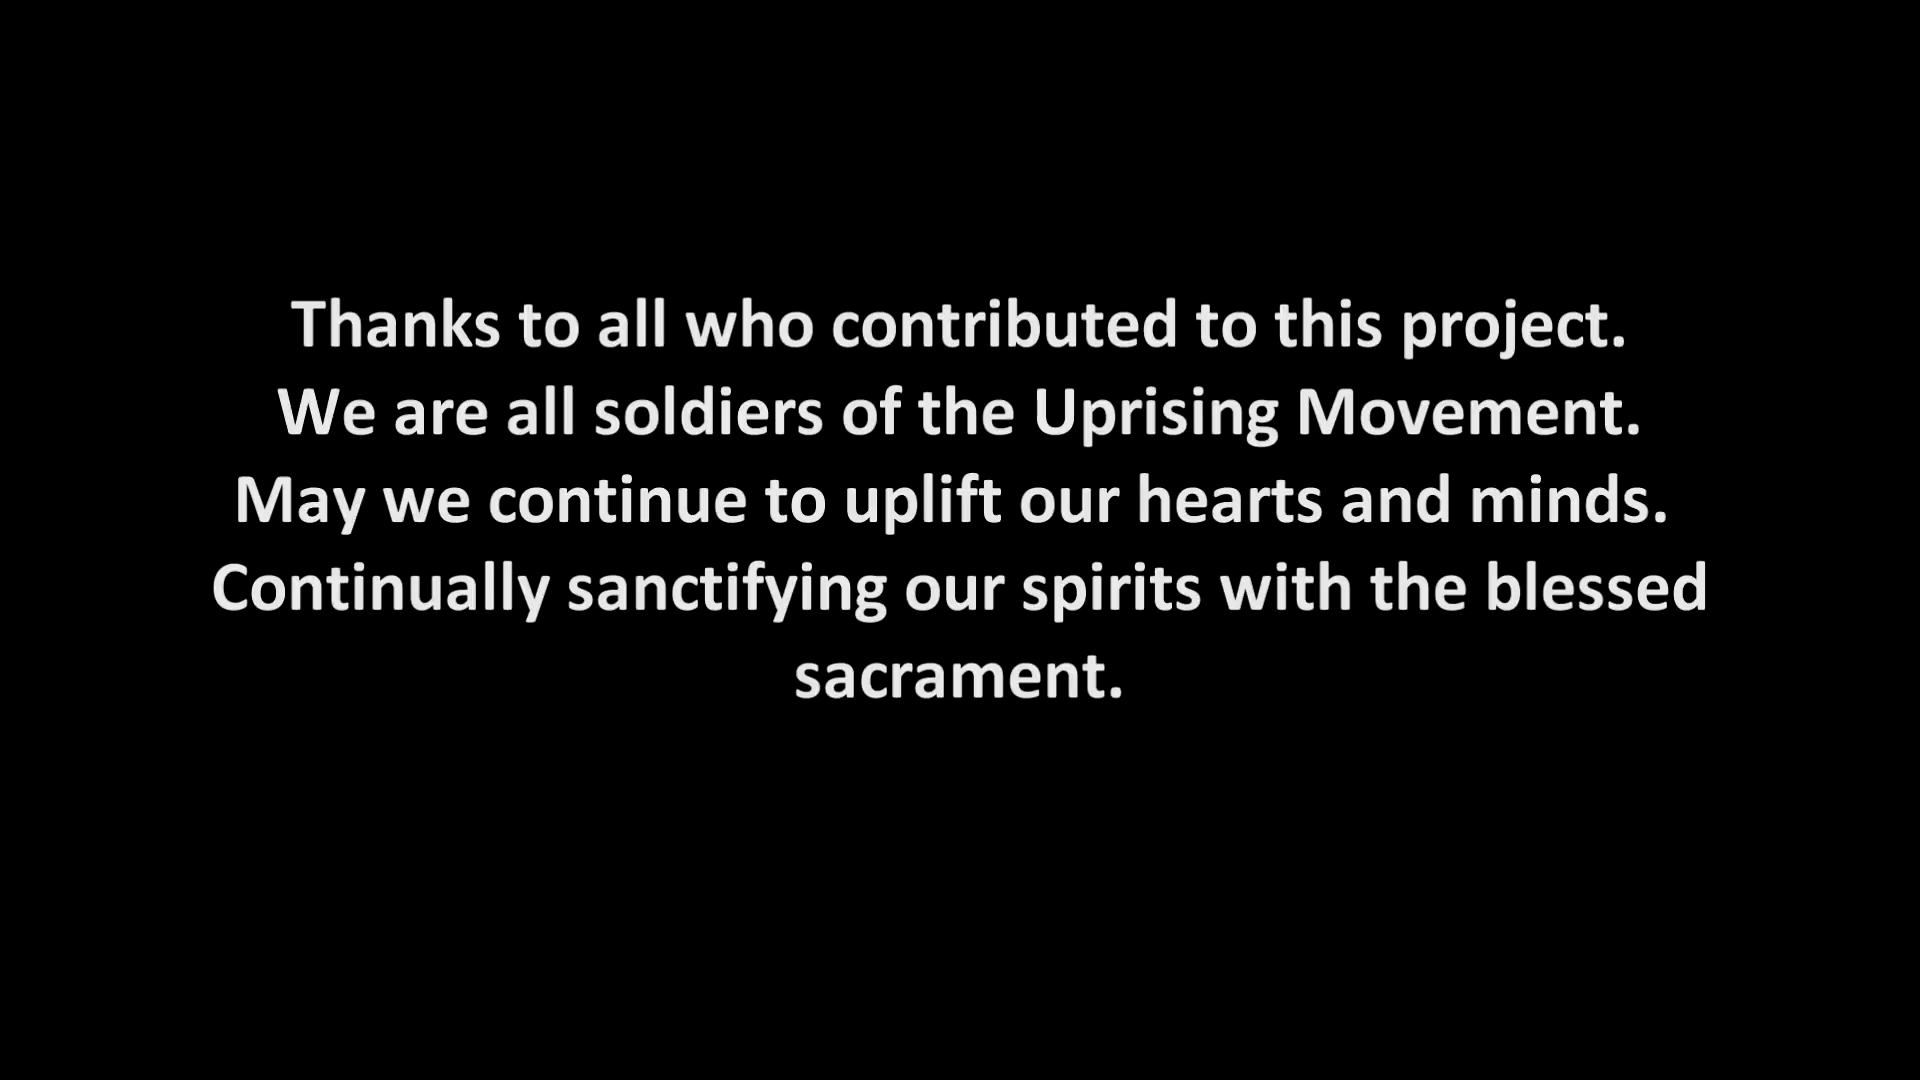 Thanks to all who contributed to this project.
We are all soldiers of the Uprising Movement.
May we continue to uplift our hearts and minds.
Continually sanctifying our spirits with the blessed
sacrament.